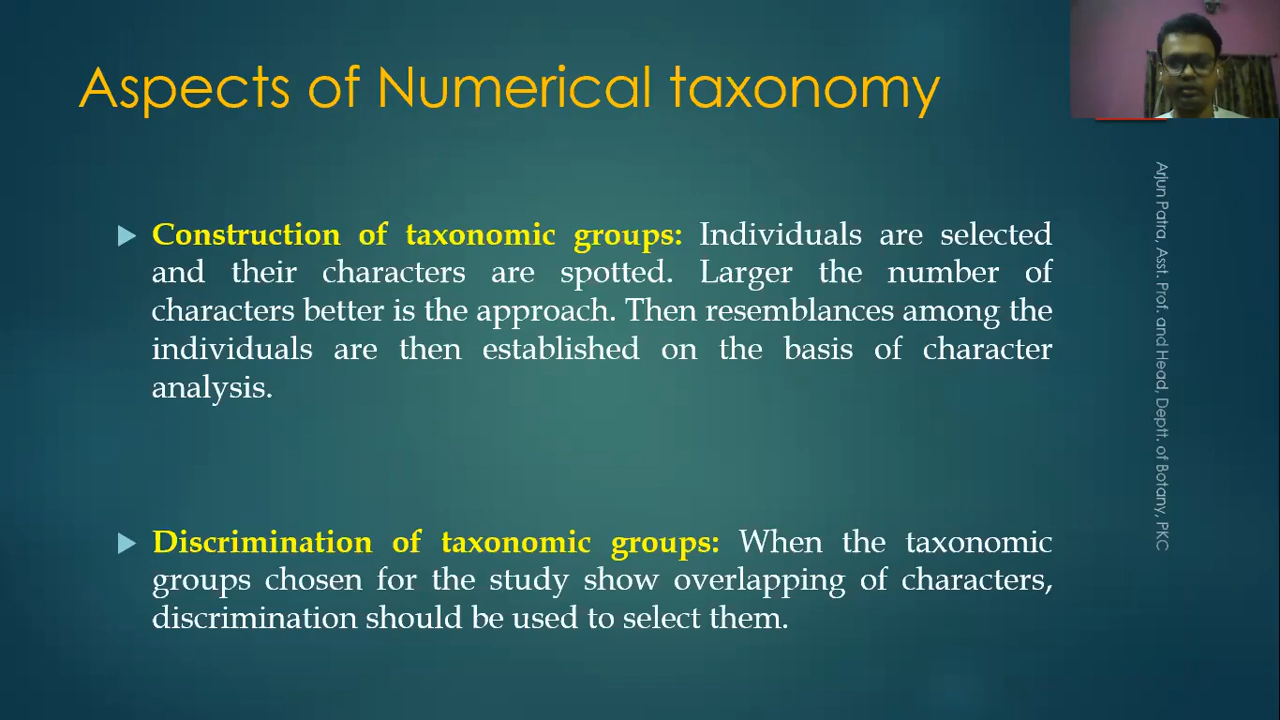 Aspects of Numerical taxonomy
Construction of taxonomic groups: Individuals are selected
and their characters are spotted. Larger the number of
characters better is the approach. Then resemblances among the
individuals are then established on the basis of character
analysis.
Discrimination of taxonomic groups: When the taxonomic
groups chosen for the study show overlapping of characters,
discrimination should be used to select them.
Arjun Patra, Asst. Prof. and Head, Deptt. of Botany, PKC